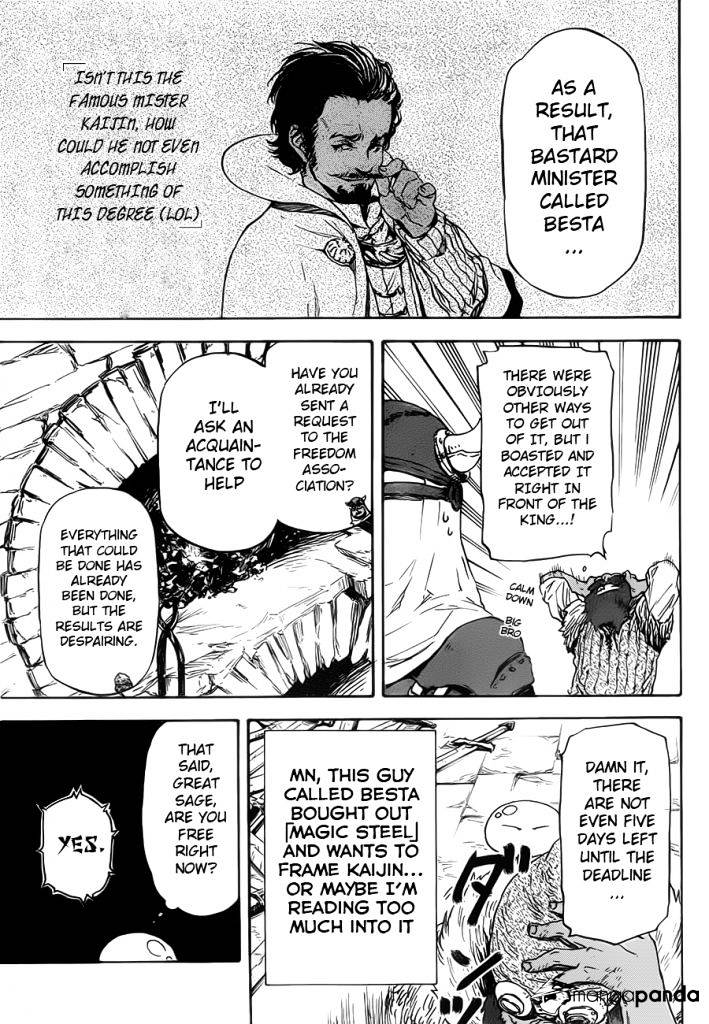 AS A
RESULT,
THAT
BASTARD
MINISTER
CALLED
BESTA
...
「ISN'T THIS THE
FAMOUS MISTER
KAIJIN, HOW
COULD HE NOT EVEN
ACCOMPLISH
SOMETHING OF
THIS DEGREE (LOL)」
THERE WERE
OBVIOUSLY
OTHER WAYS
TO GET OUT
OF IT, BUT I
BOASTED AND
ACCEPTED IT
RIGHT IN
FRONT OF THE
KING...!
CALM
DOWN
BIG
BRO
HAVE YOU
ALREADY
SENT A
REQUEST
TO THE
FREEDOM
ASSO-
CIATION?
I'LL
ASK AN
ACQUAIN-
TANCE TO
HELP
EVERYTHING
THAT COULD
BE DONE HAS
ALREADY
BEEN DONE,
BUT THE
RESULTS ARE
DESPAIRING.
DAMN IT,
THERE
ARE NOT
EVEN FIVE
DAYS LEFT
UNTIL THE
DEADLINE
...
ダダ
MN, THIS GUY
CALLED BESTA
BOUGHT OUT
「MAGIC STEEL」
AND WANTS TO
FRAME KAIJIN...
OR MAYBE I'M
READING TOO
MUCH INTO IT
THAT
SAID,
GREAT
SAGE,
ARE YOU
FREE
RIGHT
NOW?
YES.
mangapanda